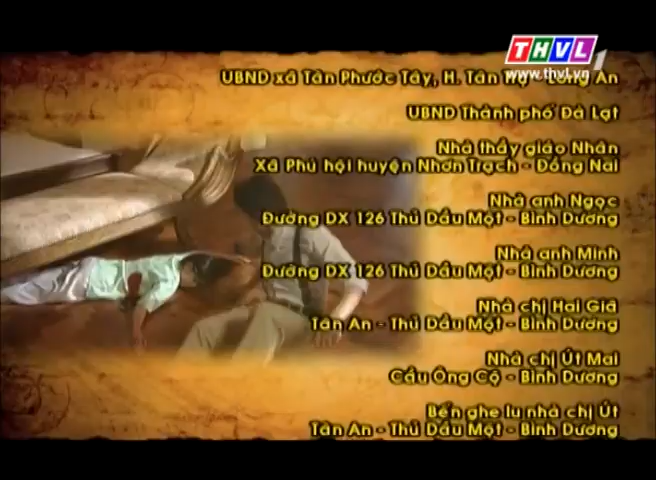 THVL1
www.thvl.vn
UBND xã Tân Phước Tây, H. Tân Trụ - Long An
UBND Thành phố Đà Lạt
Nhà thầy giáo Nhân
Xã Phú hội huyện Nhơn Trạch - Đồng Nai
Nhà anh Ngọc
Đường DX 126 Thủ Dầu Một - Bình Dương
Nhà anh Minh
Đường DX 126 Thủ Dầu Một - Bình Dương
Nhà chị Hai Giã
Tân An - Thủ Dầu Một - Bình Dương
Nhà chị Út Mai
Cầu Ông Cộ - Bình Dương
Bến ghe lu nhà chị Út
Tân An - Thủ Dầu Một - Bình Dương